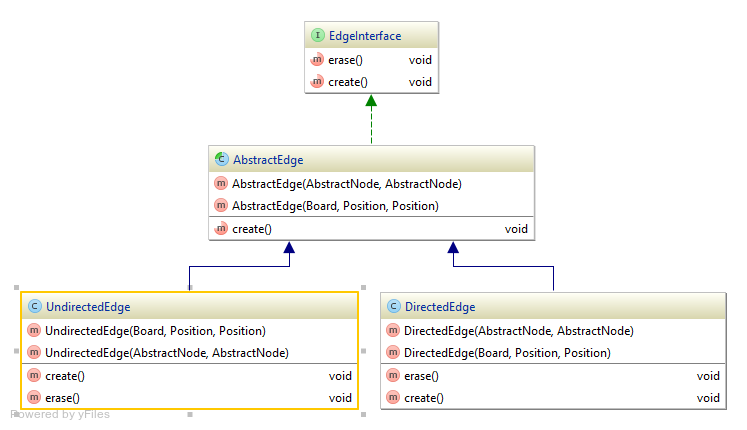 I EdgeInterface
m erase() void
m create() void
C AbstractEdge
m AbstractEdge(AbstractNode, AbstractNode)
m AbstractEdge(Board, Position, Position)
m create() void
C UndirectedEdge
m UndirectedEdge(Board, Position, Position)
m UndirectedEdge(AbstractNode, AbstractNode)
m create() void
m erase() void
C DirectedEdge
m DirectedEdge(AbstractNode, AbstractNode)
m DirectedEdge(Board, Position, Position)
m erase() void
m create() void
Powered by yFiles